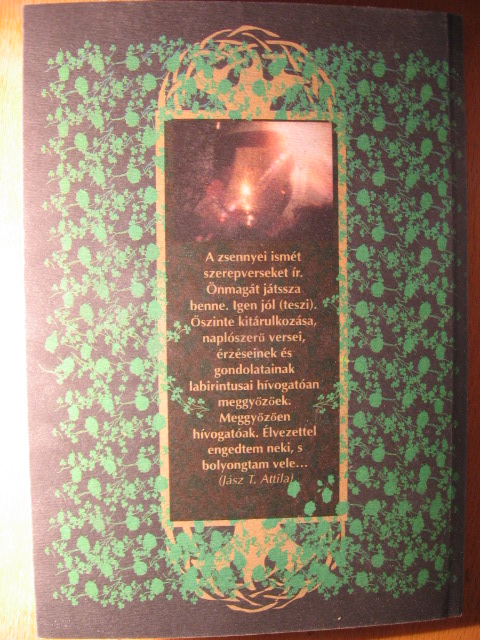 A zsennyei ismét
szerepverseket ír.
Önmagát játssza
benne. Igen jól (teszi).
Öszinte kitárulkozása,
naplószerű versei,
érzéseinek és
gondolatainak
labirintusai hívogatóan
meggyőzőek.
Meggyőzően
hívogatóak. Élvezettel
engedtem neki, s
bolyongtam vele...
(Jász T. Attila)